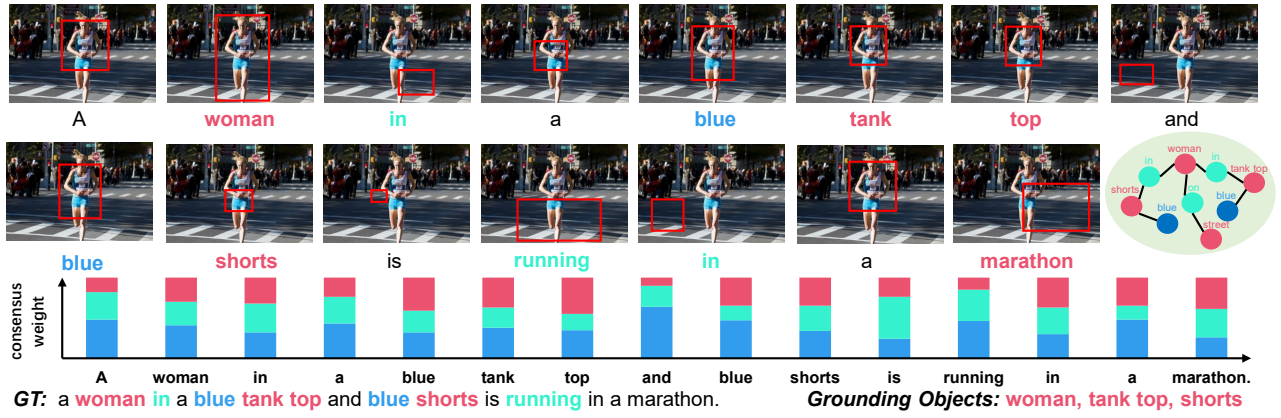 A woman in a blue tank top and
woman
in in
tank top
shorts on
blue blue
street
blue shorts is running in a marathon
consensus
weight
A woman in a blue tank top and blue shorts is running in a marathon.
GT: a woman in a blue tank top and blue shorts is running in a marathon. Grounding Objects: woman, tank top, shorts